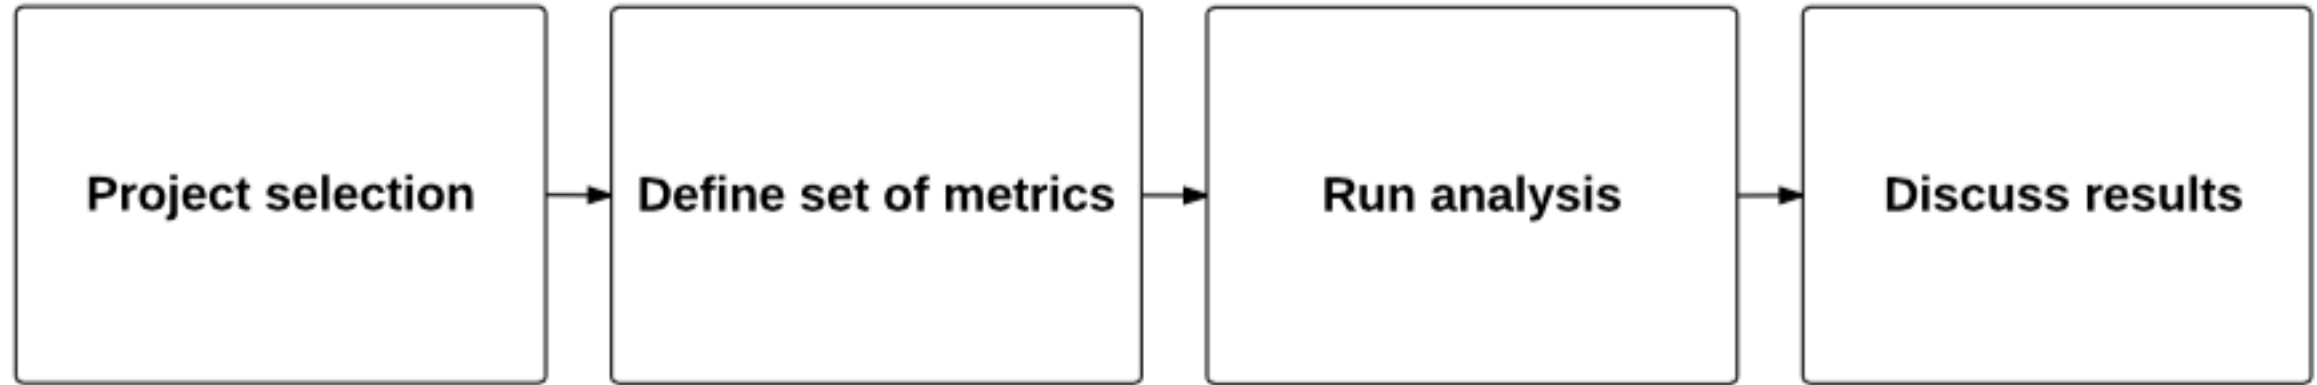 Project selection
Define set of metrics
Run analysis
Discuss results